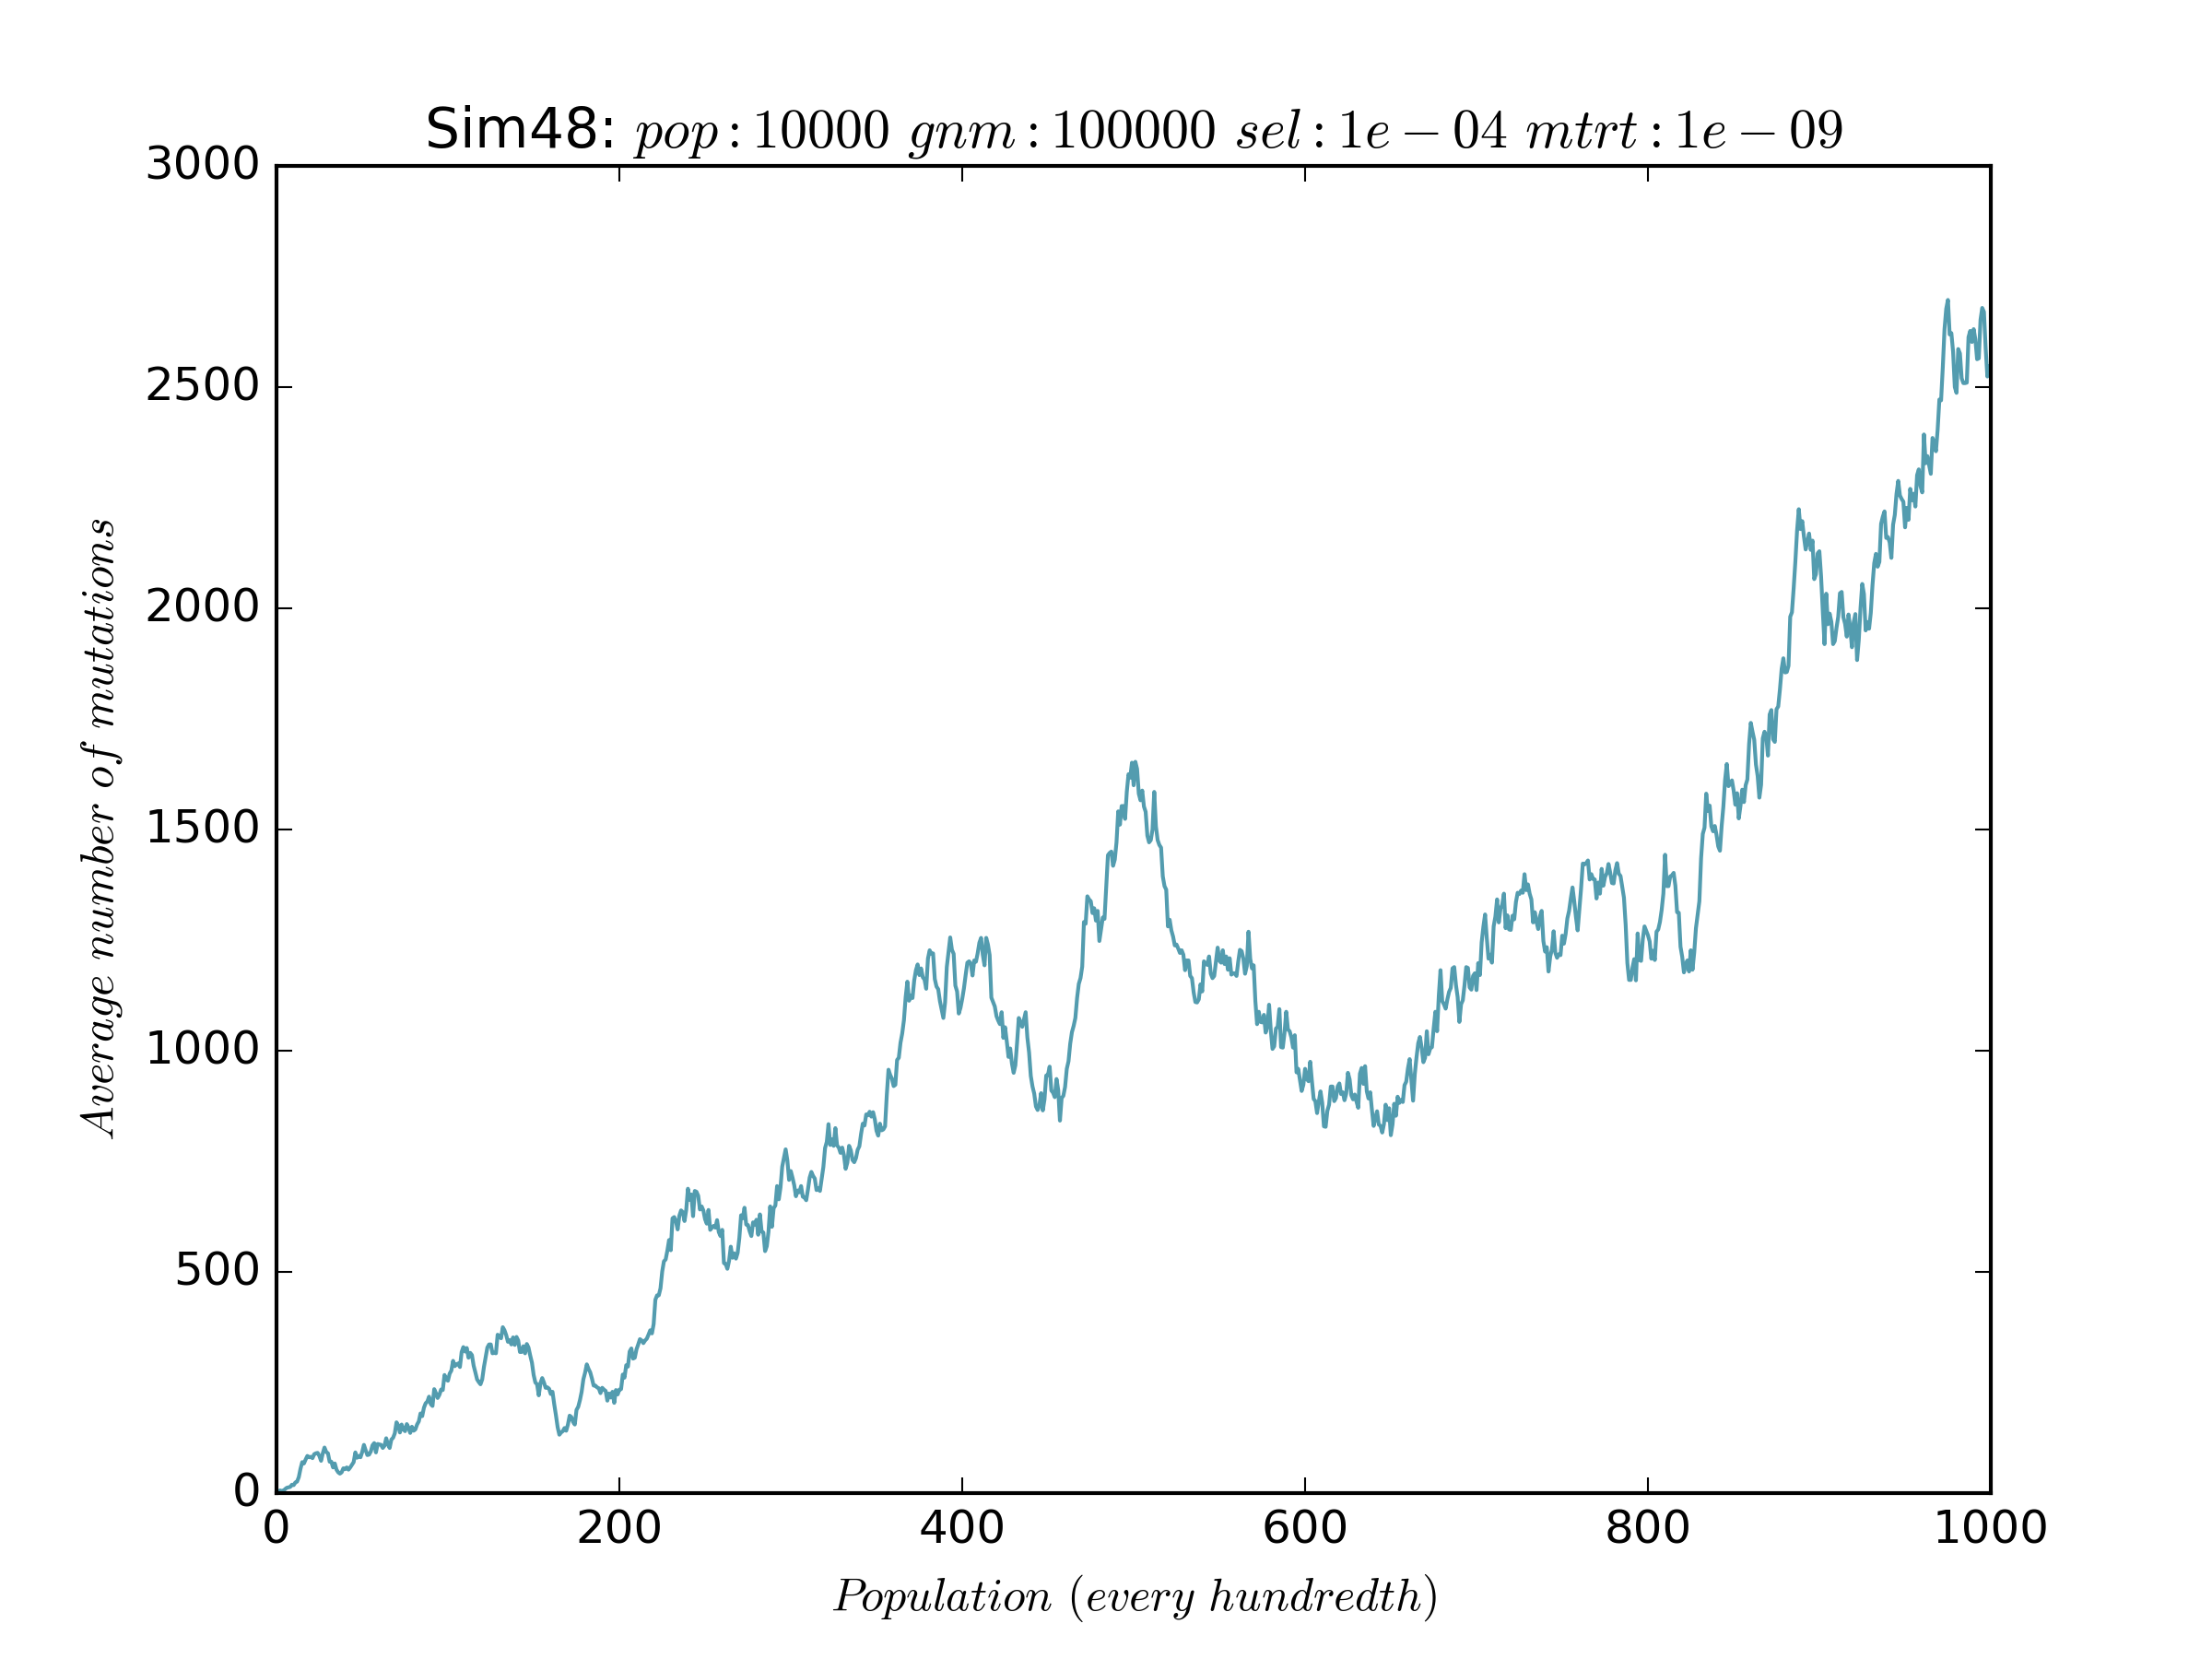 Sim48: pop : 10000 gnm : 100000 sel : 1e − 04 mtrt : 1e − 09
3000
2500
2000
1500
1000
500
0
Average number of mutations
0 200 400 600 800 1000
Population (every hundredth)